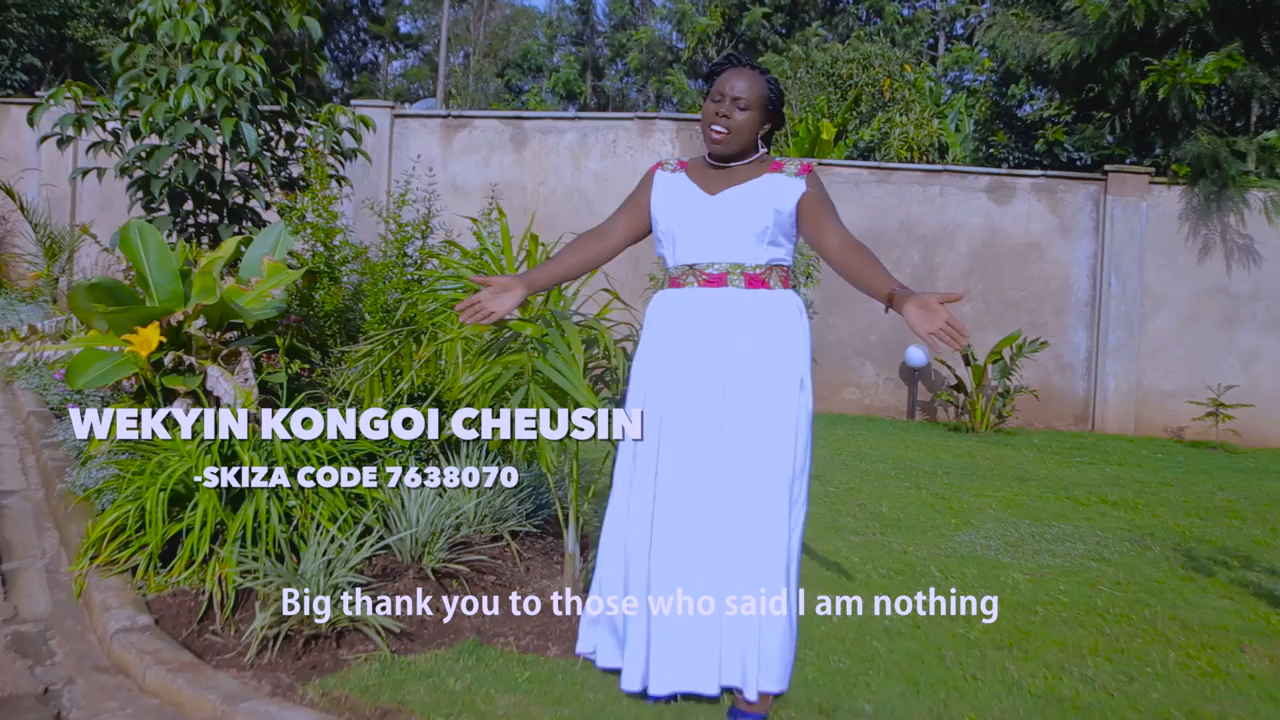 WEKYIN KONGOI CHEUSIN
-SKIZA CODE 7638070
Big thank you to those who said I am nothing